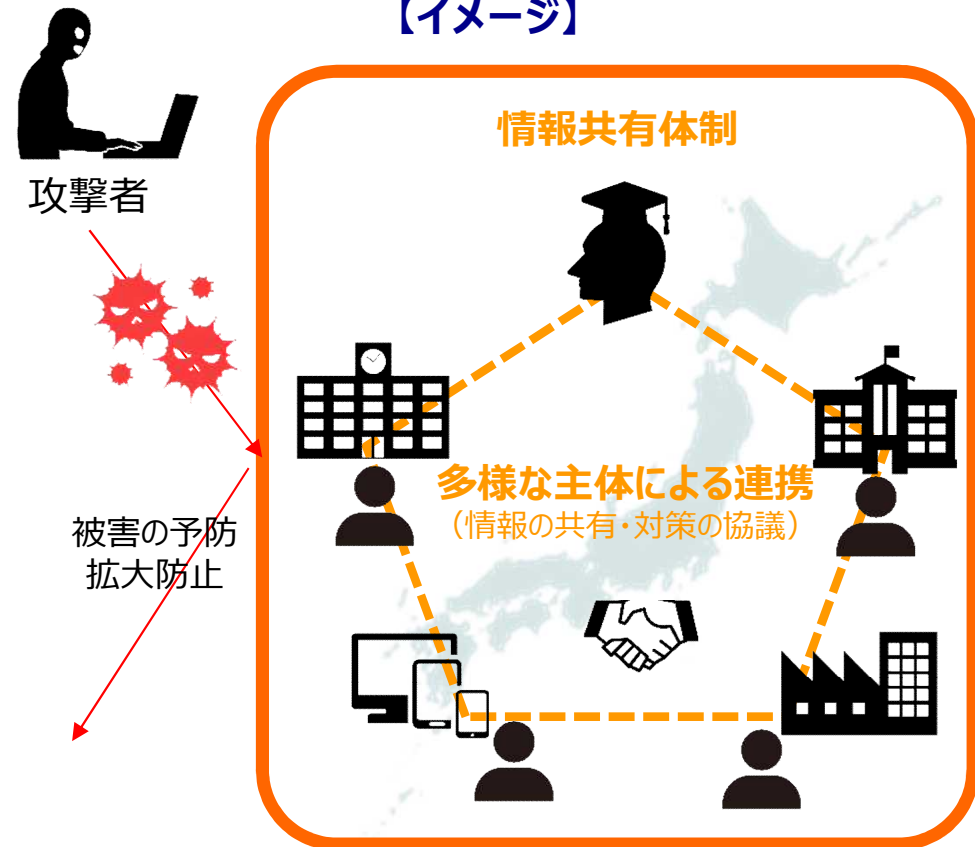 【イメージ】
情報共有体制
攻撃者
多様な主体による連携
（情報の共有・対策の協議）
被害の予防
拡大防止